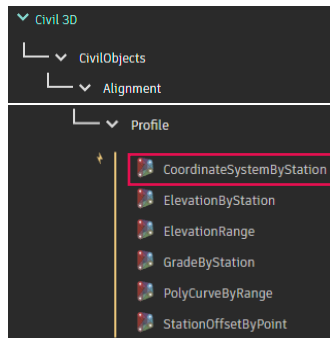 Civil 3D
CivilObjects
Alignment
Profile
CoordinateSystemByStation
ElevationByStation
ElevationRange
GradeByStation
PolyCurveByRange
StationOffsetByPoint